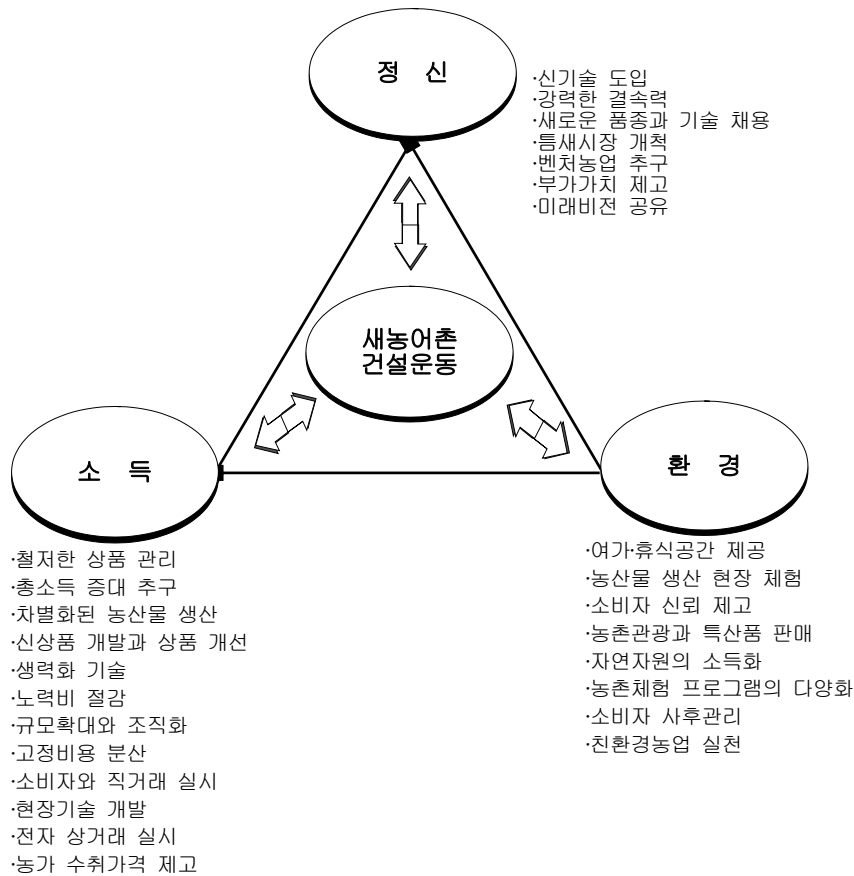 정 신
·신기술 도입
·강력한 결속력
·새로운 품종과 기술 채용
·틈새시장 개척
·벤처농업 추구
·부가가치 제고
·미래비전 공유
새농어촌
건설운동
소 득
환 경
·철저한 상품 관리
·총소득 증대 추구
·차별화된 농산물 생산
·신상품 개발과 상품 개선
·생력화 기술
·노력비 절감
·규모확대와 조직화
·고정비용 분산
·소비자와 직거래 실시
·현장기술 개발
·전자 상거래 실시
·농가 수취가격 제고
·여가·휴식공간 제공
·농산물 생산 현장 체험
·소비자 신뢰 제고
·농촌관광과 특산품 판매
·자연자원의 소득화
·농촌체험 프로그램의 다양화
·소비자 사후관리
·친환경농업 실천